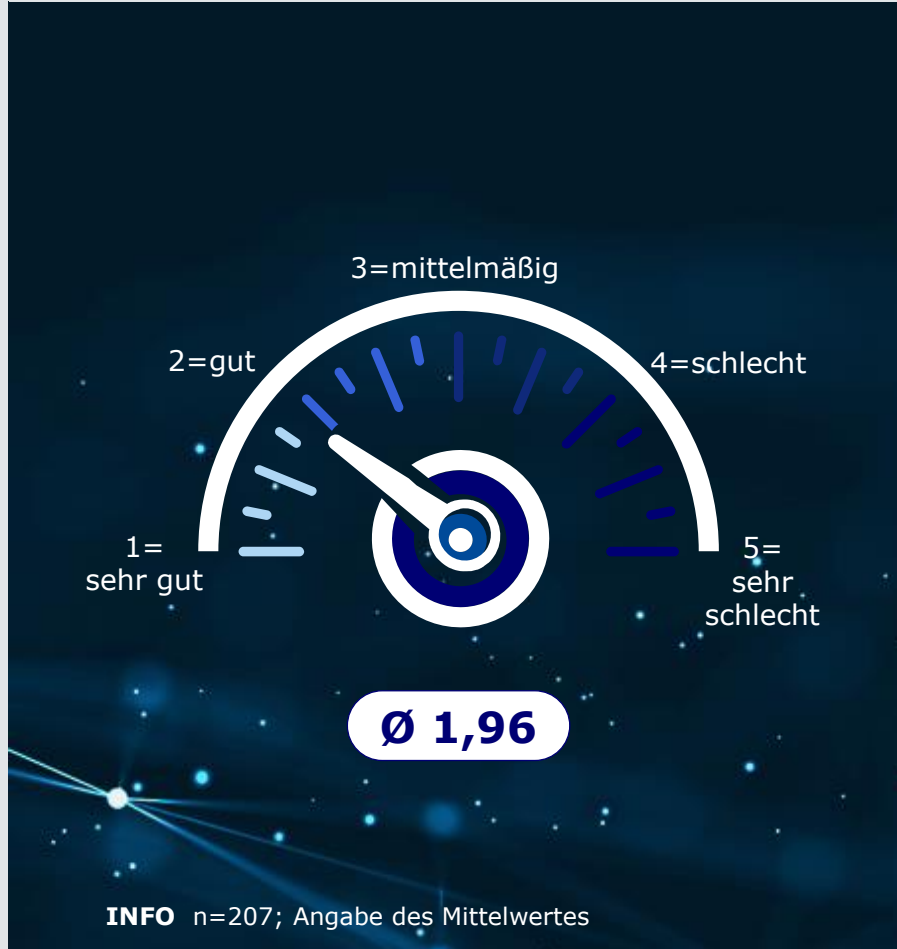 3=mittelmäßig
2=gut
4=schlecht
1=
sehr gut
5=
sehr
schlecht
Ø 1,96
INFO n=207; Angabe des Mittelwertes